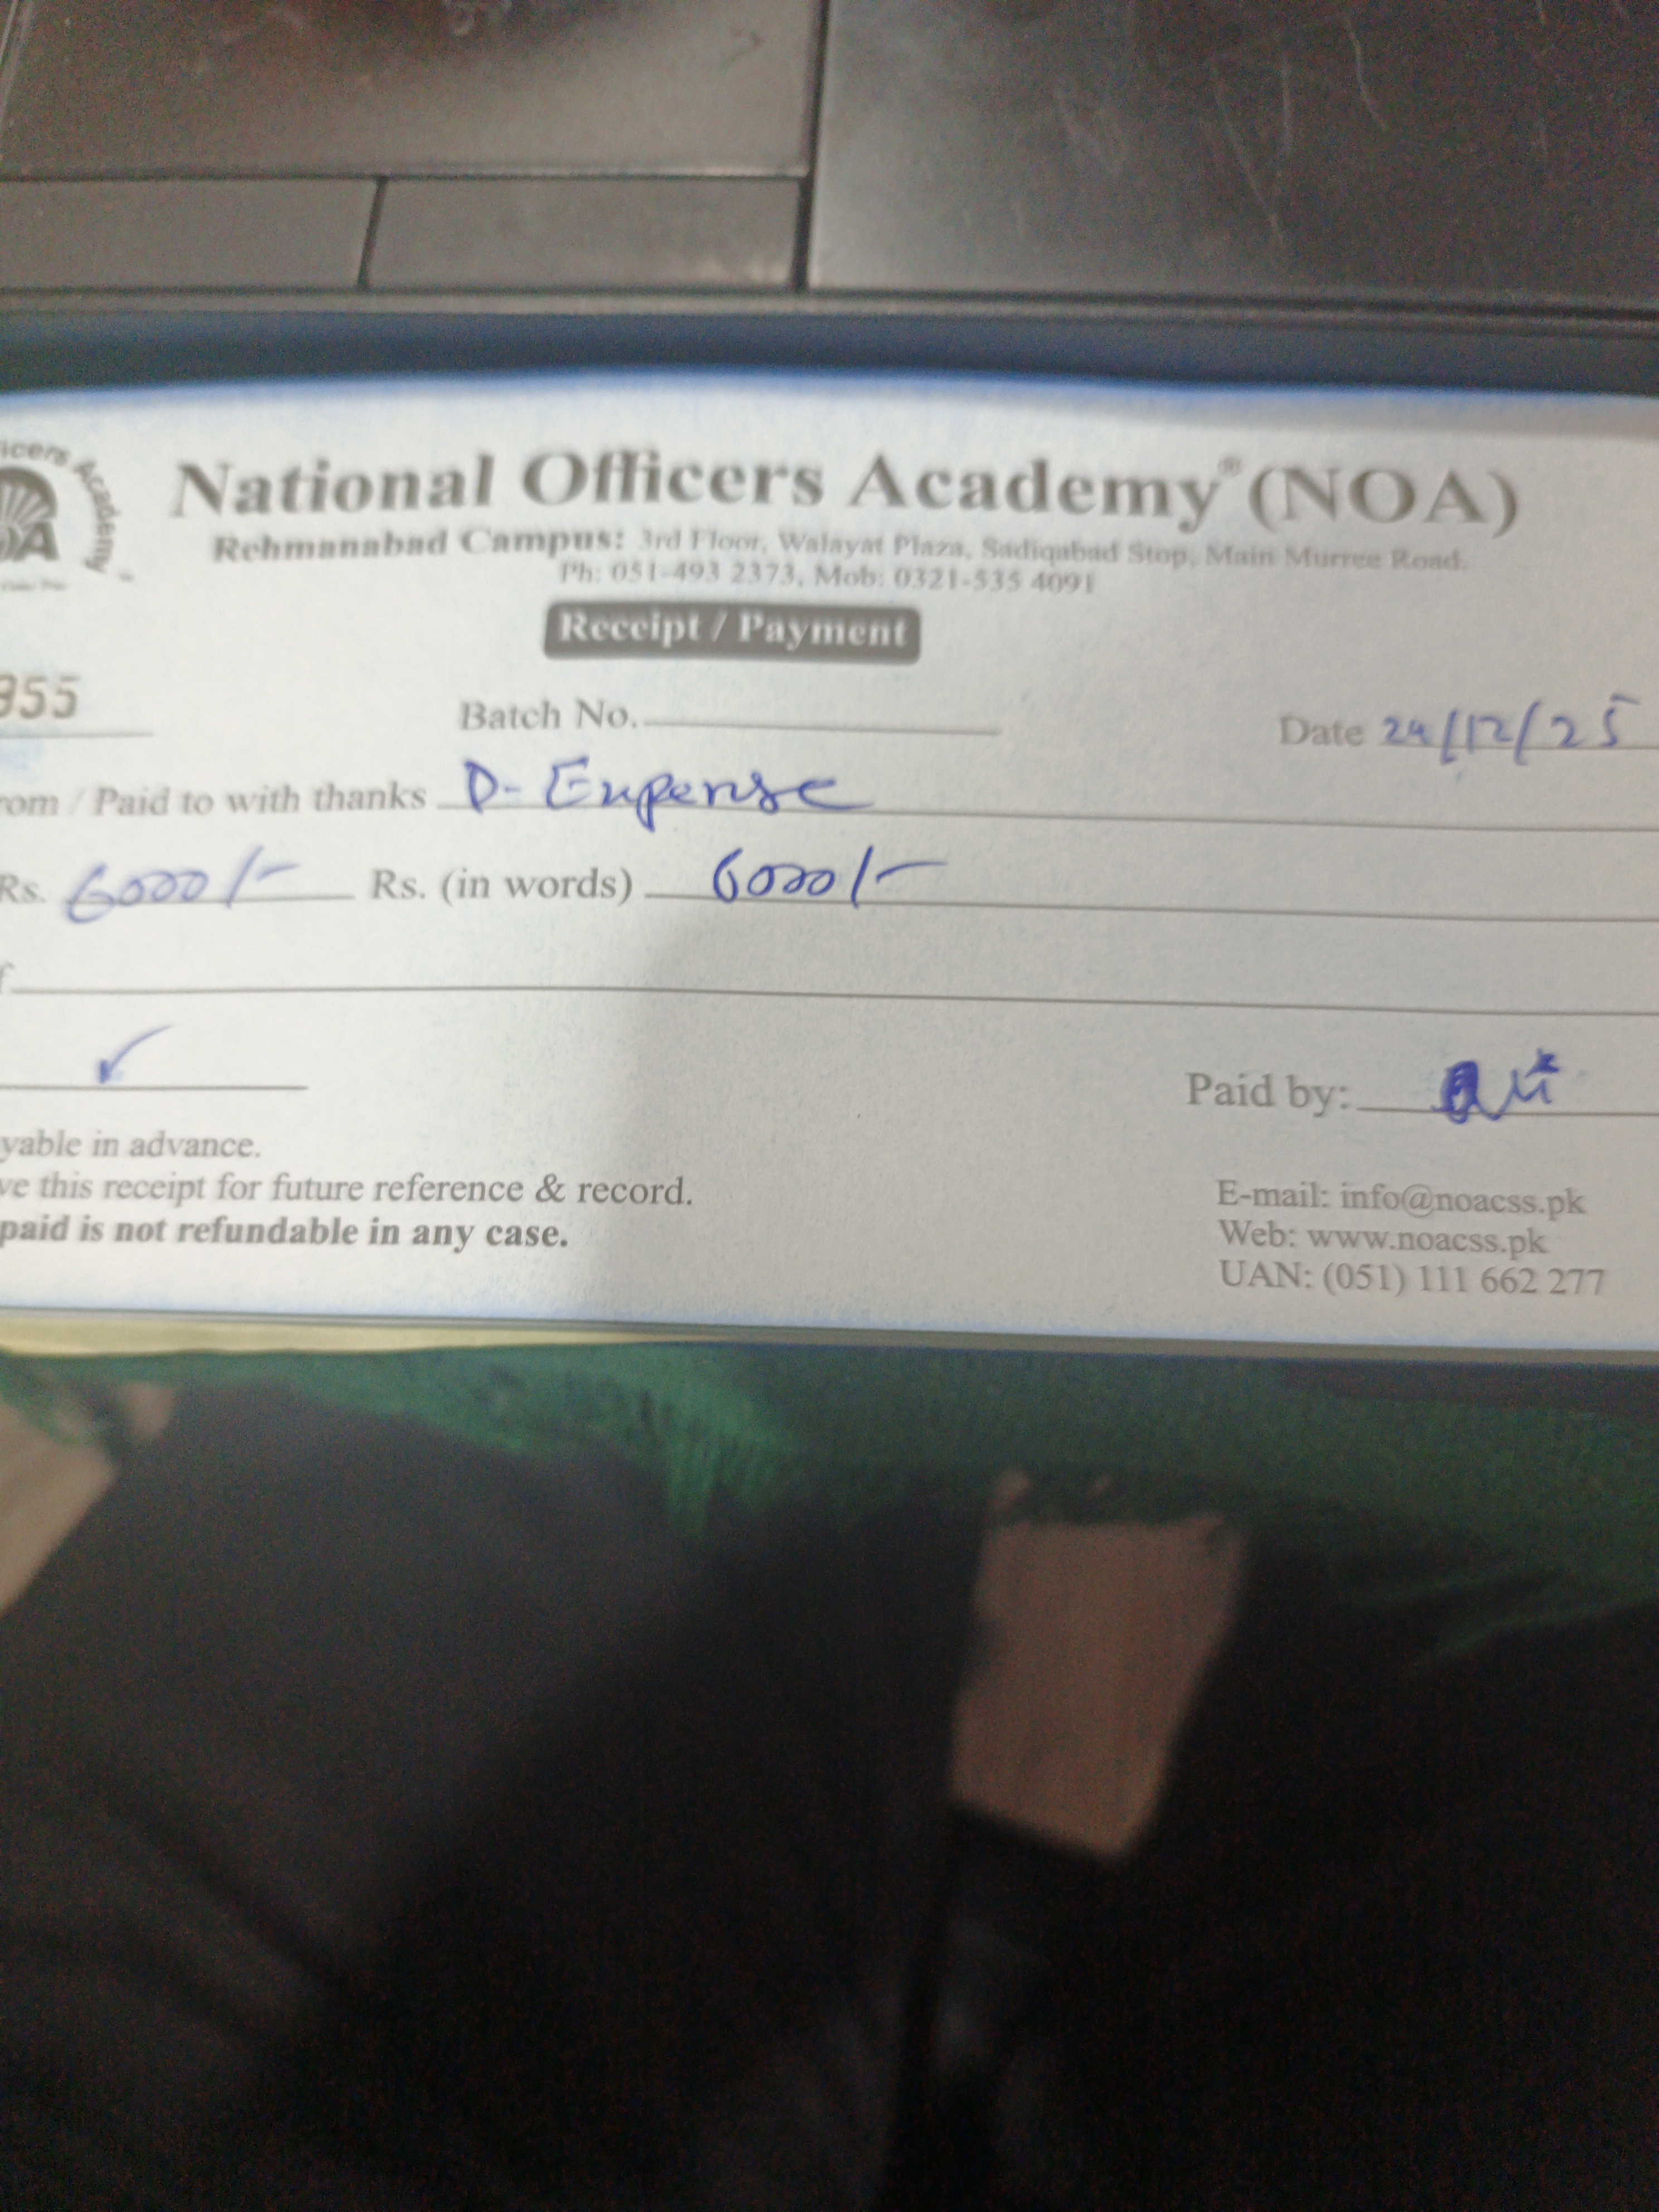 icers Academy
National Officers Academy® (NOA)
Rehmanabad Campus: 3rd Floor, Walayat Plaza, Sadiqabad Stop, Main Murree Road.
Ph: 051-493 2373, Mob: 0321-535 4091
Receipt / Payment
955 Batch No. Date 24/12/25
rom / Paid to with thanks D- Expense
Rs. 6000/- Rs. (in words) 6000/-
f
✓ Paid by:
yable in advance.
ve this receipt for future reference & record.
paid is not refundable in any case.
E-mail: info@noacss.pk
Web: www.noacss.pk
UAN: (051) 111 662 277